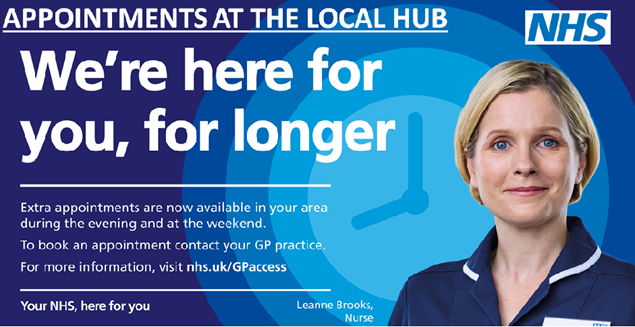 APPOINTMENTS AT THE LOCAL HUB
NHS
We're here for
you, for longer
Extra appointments are now available in your area
during the evening and at the weekend.
To book an appointment contact your GP practice.
For more information, visit nhs.uk/GPaccess
Your NHS, here for you
Leanne Brooks,
Nurse